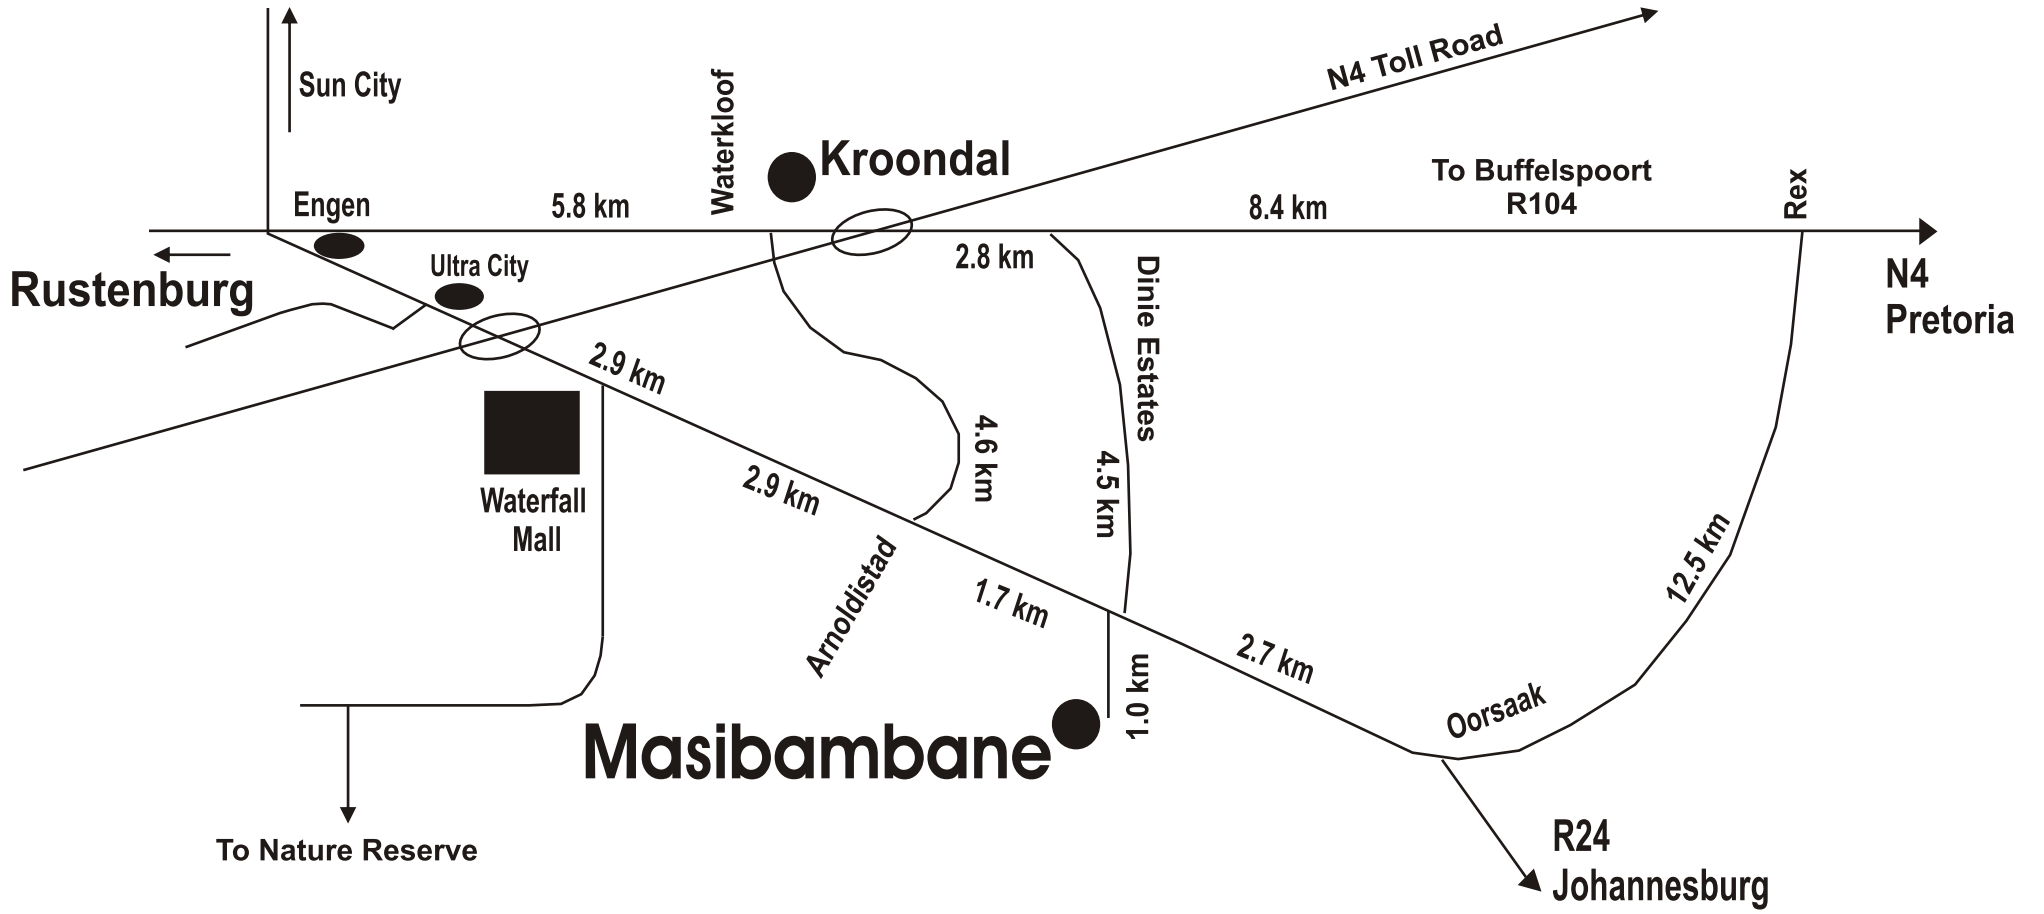 Sun City
N4 Toll Road
Waterkloof
Kroondal
To Buffelspoort
R104
Rex
Engen
5.8 km
8.4 km
2.8 km
Rustenburg
Ultra City
Dinie Estates
N4
Pretoria
2.9 km
4.6 km
4.5 km
2.9 km
Waterfall
Mall
12.5 km
Arnoldistad
1.7 km
2.7 km
1.0 km
Oorsaak
Masibambane
To Nature Reserve
R24
Johannesburg